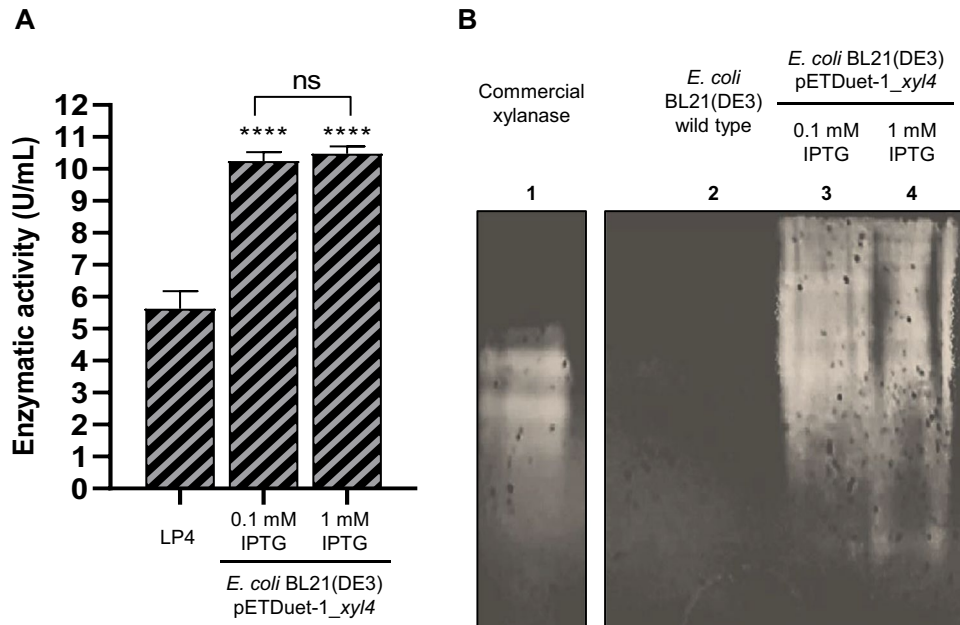 A
ns
**** ****
12
11
10
9
8
7
6
5
4
3
2
1
0
Enzymatic activity (U/mL)
LP4
0.1 mM
IPTG
1 mM
IPTG
E. coli BL21(DE3)
pETDuet-1_xyl4
B
Commercial
xylanase
E. coli
BL21(DE3)
wild type
E. coli BL21(DE3)
pETDuet-1_xyl4
0.1 mM
IPTG
1 mM
IPTG
1
2
3
4